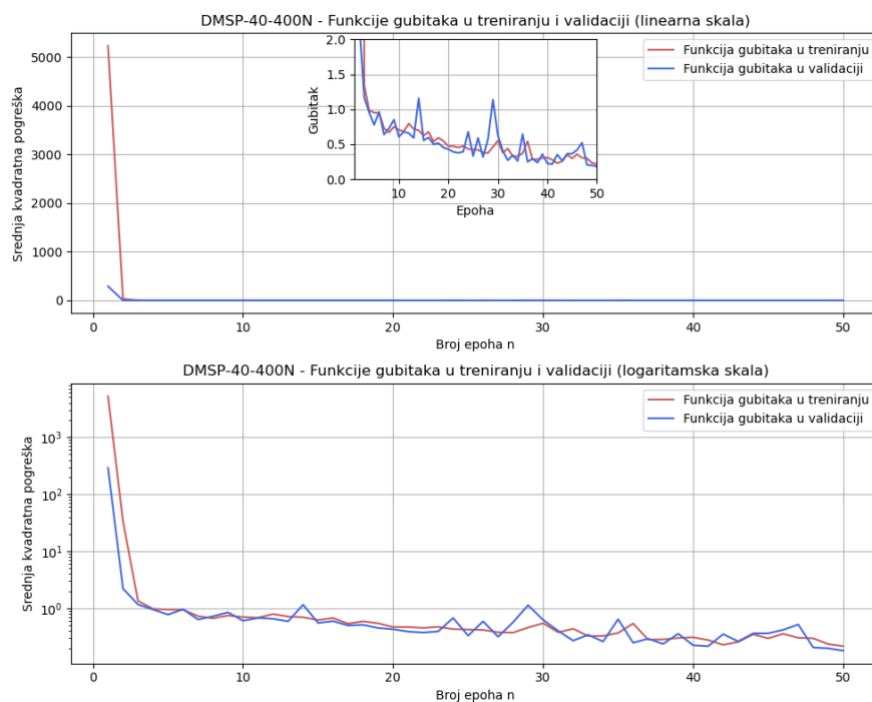 DMSP-40-400N - Funkcije gubitaka u treniranju i validaciji (linearna skala)
Srednja kvadratna pogreška
5000
4000
3000
2000
1000
0
0
10
20
30
40
50
Broj epoha n
Gubitak
2.0
1.5
1.0
0.5
0.0
10
20
30
40
50
Epoha
Funkcija gubitaka u treniranju
Funkcija gubitaka u validaciji
DMSP-40-400N - Funkcije gubitaka u treniranju i validaciji (logaritamska skala)
Srednja kvadratna pogreška
10³
10²
10¹
10⁰
0
10
20
30
40
50
Broj epoha n
Funkcija gubitaka u treniranju
Funkcija gubitaka u validaciji